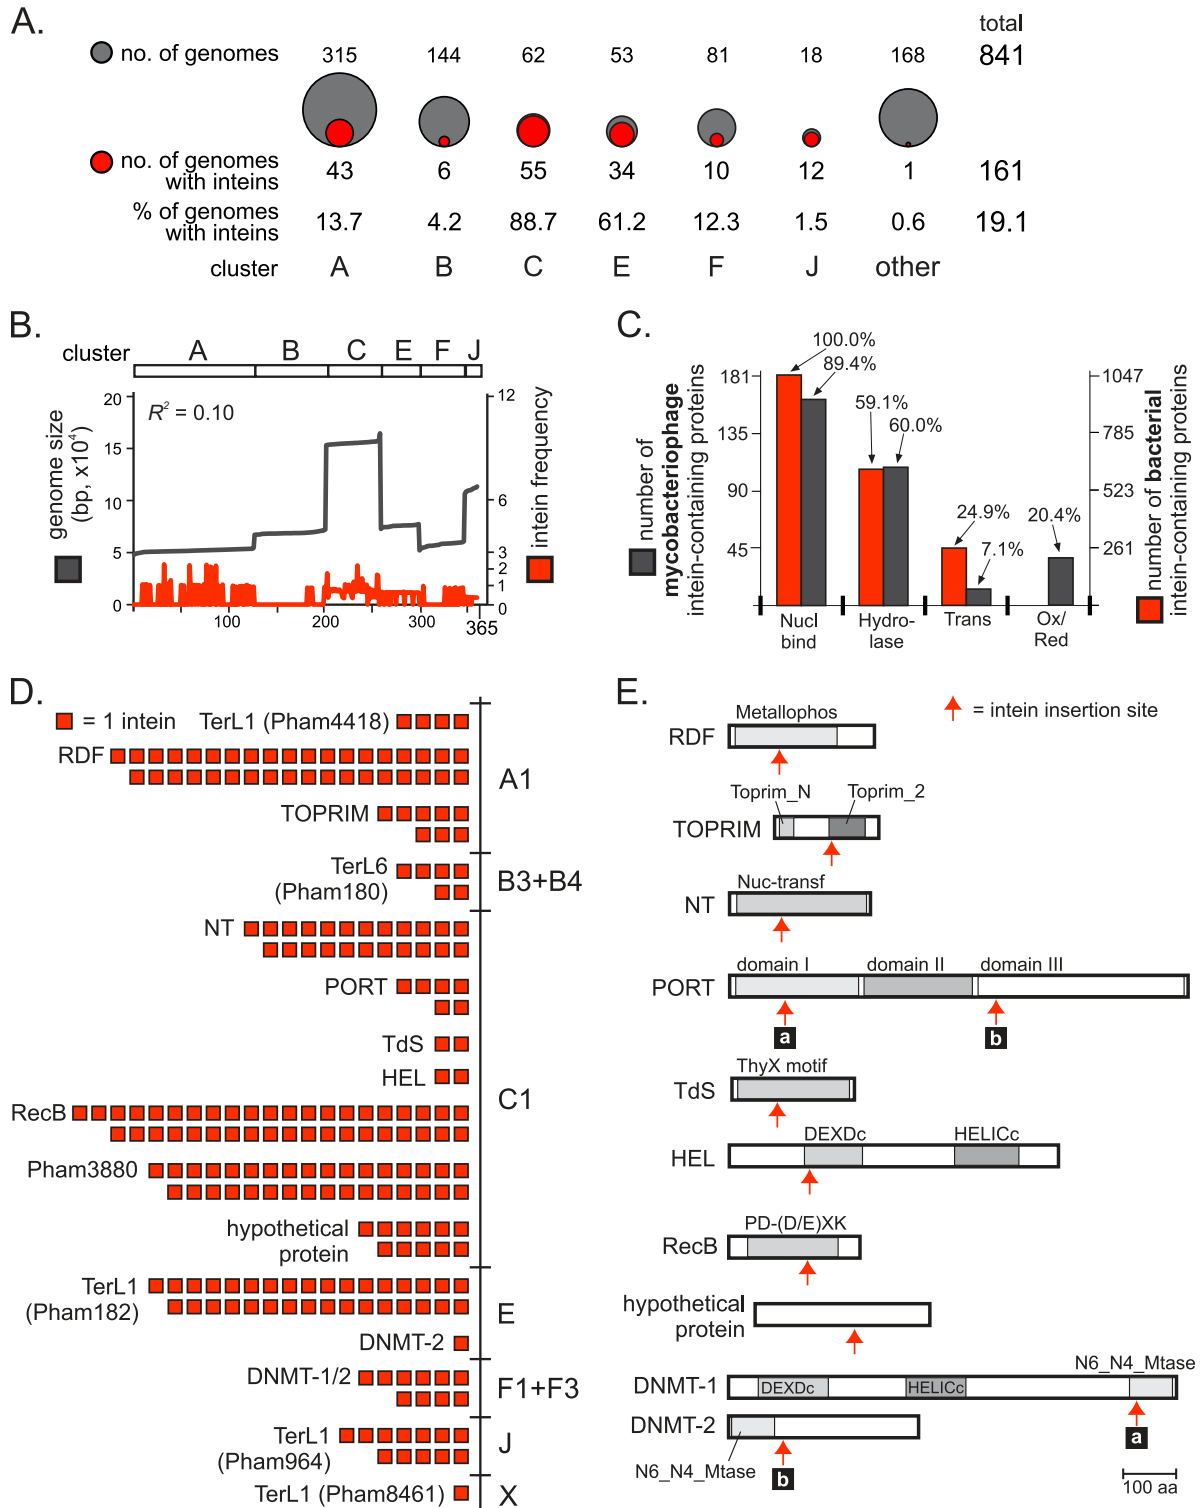 A.
total
no. of genomes 315 144 62 53 81 18 168 841
no. of genomes
with inteins 43 6 55 34 10 12 1 161
% of genomes
with inteins 13.7 4.2 88.7 61.2 12.3 1.5 0.6 19.1
cluster A B C E F J other
B.
cluster A B C E F J
R² = 0.10
genome size
(bp, x10⁴)
20
15
10
5
0
12
6
3
2
1
0
intein frequency
100 200 300 365
C.
number of
mycobacteriophage
intein-containing proteins
181
135
90
45
100.0%
89.4%
59.1%
60.0%
24.9%
7.1%
20.4%
1047
785
523
261
number of bacterial
intein-containing proteins
Nucl
bind
Hydro-
lase
Trans
Ox/
Red
D.
= 1 intein
TerL1 (Pham4418)
RDF
A1
TOPRIM
TerL6
(Pham180)
B3+B4
NT
PORT
TdS
HEL
C1
RecB
Pham3880
hypothetical
protein
TerL1
(Pham182)
E
DNMT-2
DNMT-1/2
F1+F3
TerL1
(Pham964)
J
TerL1 (Pham8461)
X
E.
= intein insertion site
Metallophos
RDF
Toprim_N
Toprim_2
TOPRIM
Nuc-transf
NT
domain I domain II domain III
PORT
a
b
ThyX motif
TdS
DEXDc HELICc
HEL
PD-(D/E)XK
RecB
hypothetical
protein
N6_N4_Mtase
DNMT-1 DEXDc HELICc
a
DNMT-2
N6_N4_Mtase
b
100 aa